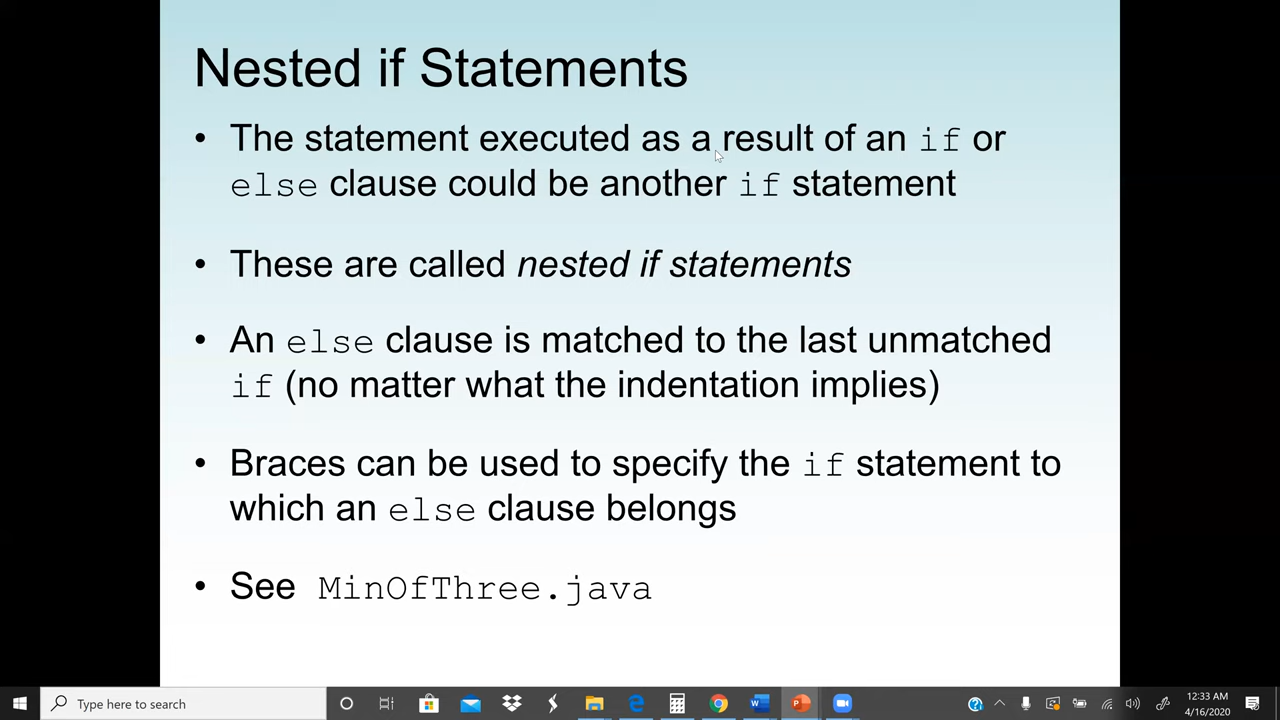 Nested if Statements
• The statement executed as a result of an if or
else clause could be another if statement
• These are called nested if statements
• An else clause is matched to the last unmatched
if (no matter what the indentation implies)
• Braces can be used to specify the if statement to
which an else clause belongs
• See MinOfThree.java
Type here to search
12:33 AM
4/16/2020